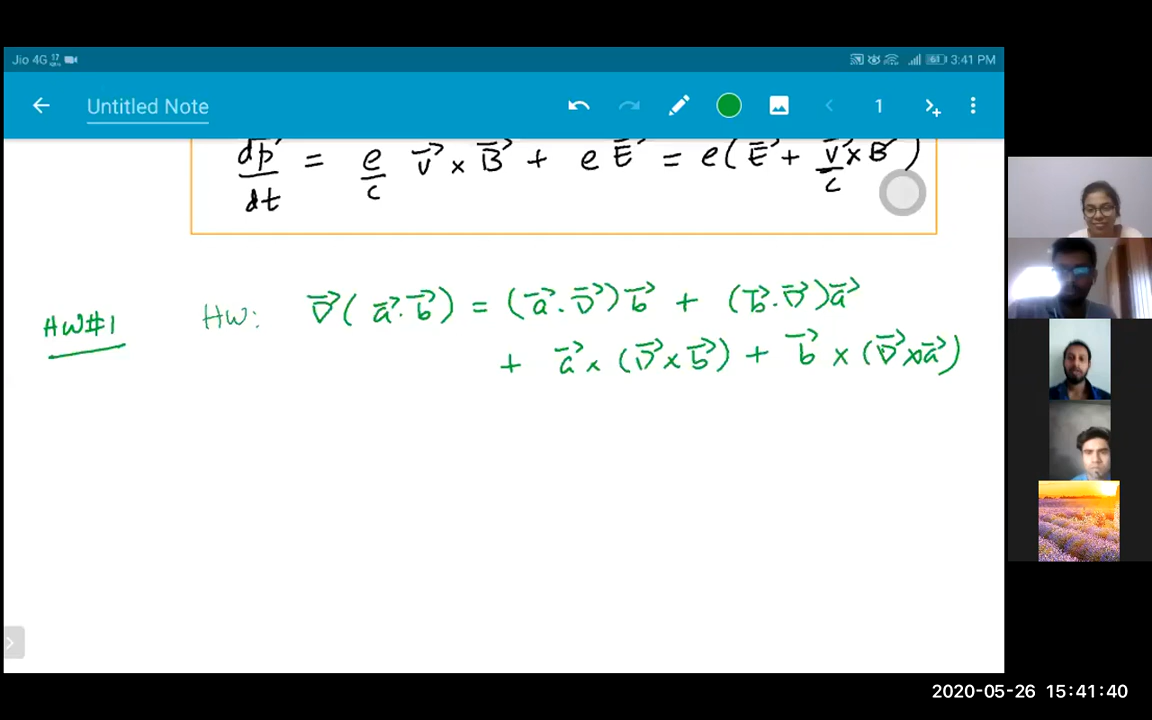 Jio 4G 3:41 PM
Untitled Note 1
dp⃗/dt = e/c v⃗ × B⃗ + e E⃗ = e( E⃗ + v⃗/c × B⃗ )
HW#1 HW: ∇⃗( a⃗ . b⃗ ) = ( a⃗ . ∇⃗ ) b⃗ + ( b⃗ . ∇⃗ ) a⃗
+ a⃗ × ( ∇⃗ × b⃗ ) + b⃗ × ( ∇⃗ × a⃗ )
2020-05-26 15:41:40